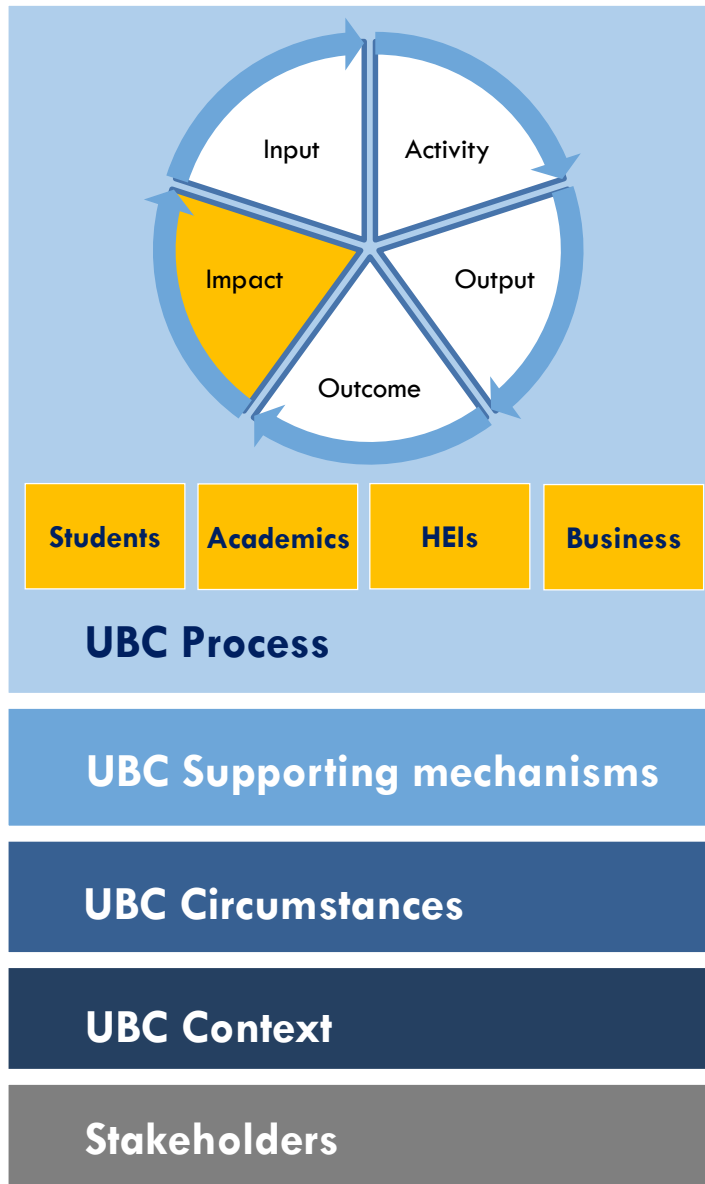 Input
Activity
Impact
Output
Outcome
Students
Academics
HEIs
Business
UBC Process
UBC Supporting mechanisms
UBC Circumstances
UBC Context
Stakeholders